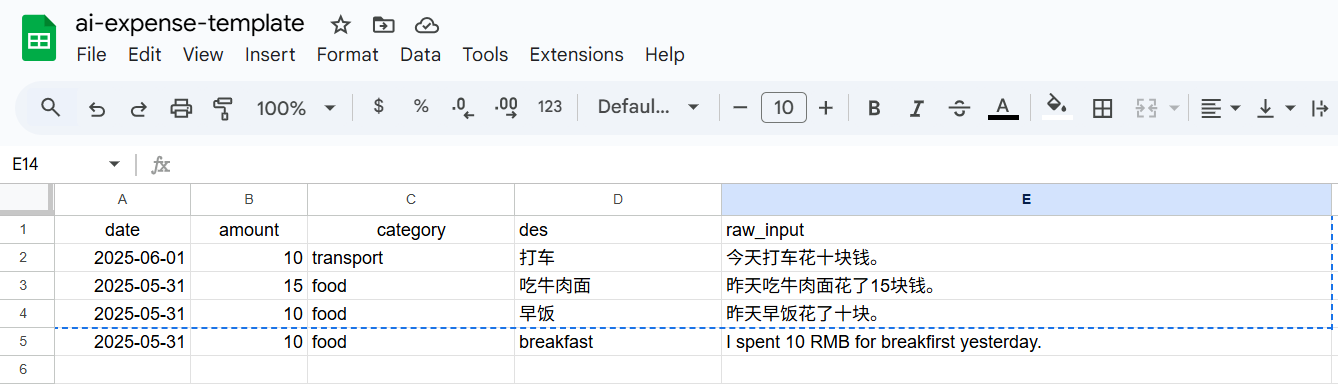 ai-expense-template
File Edit View Insert Format Data Tools Extensions Help
100% $ % .0 .00 123 Defaul... 10 B I A
E14 fx
A B C D E
1 date amount category des raw_input
2 2025-06-01 10 transport 打车 今天打车花十块钱。
3 2025-05-31 15 food 吃牛肉面 昨天吃牛肉面花了15块钱。
4 2025-05-31 10 food 早饭 昨天早饭花了十块。
5 2025-05-31 10 food breakfast I spent 10 RMB for breakfirst yesterday.
6